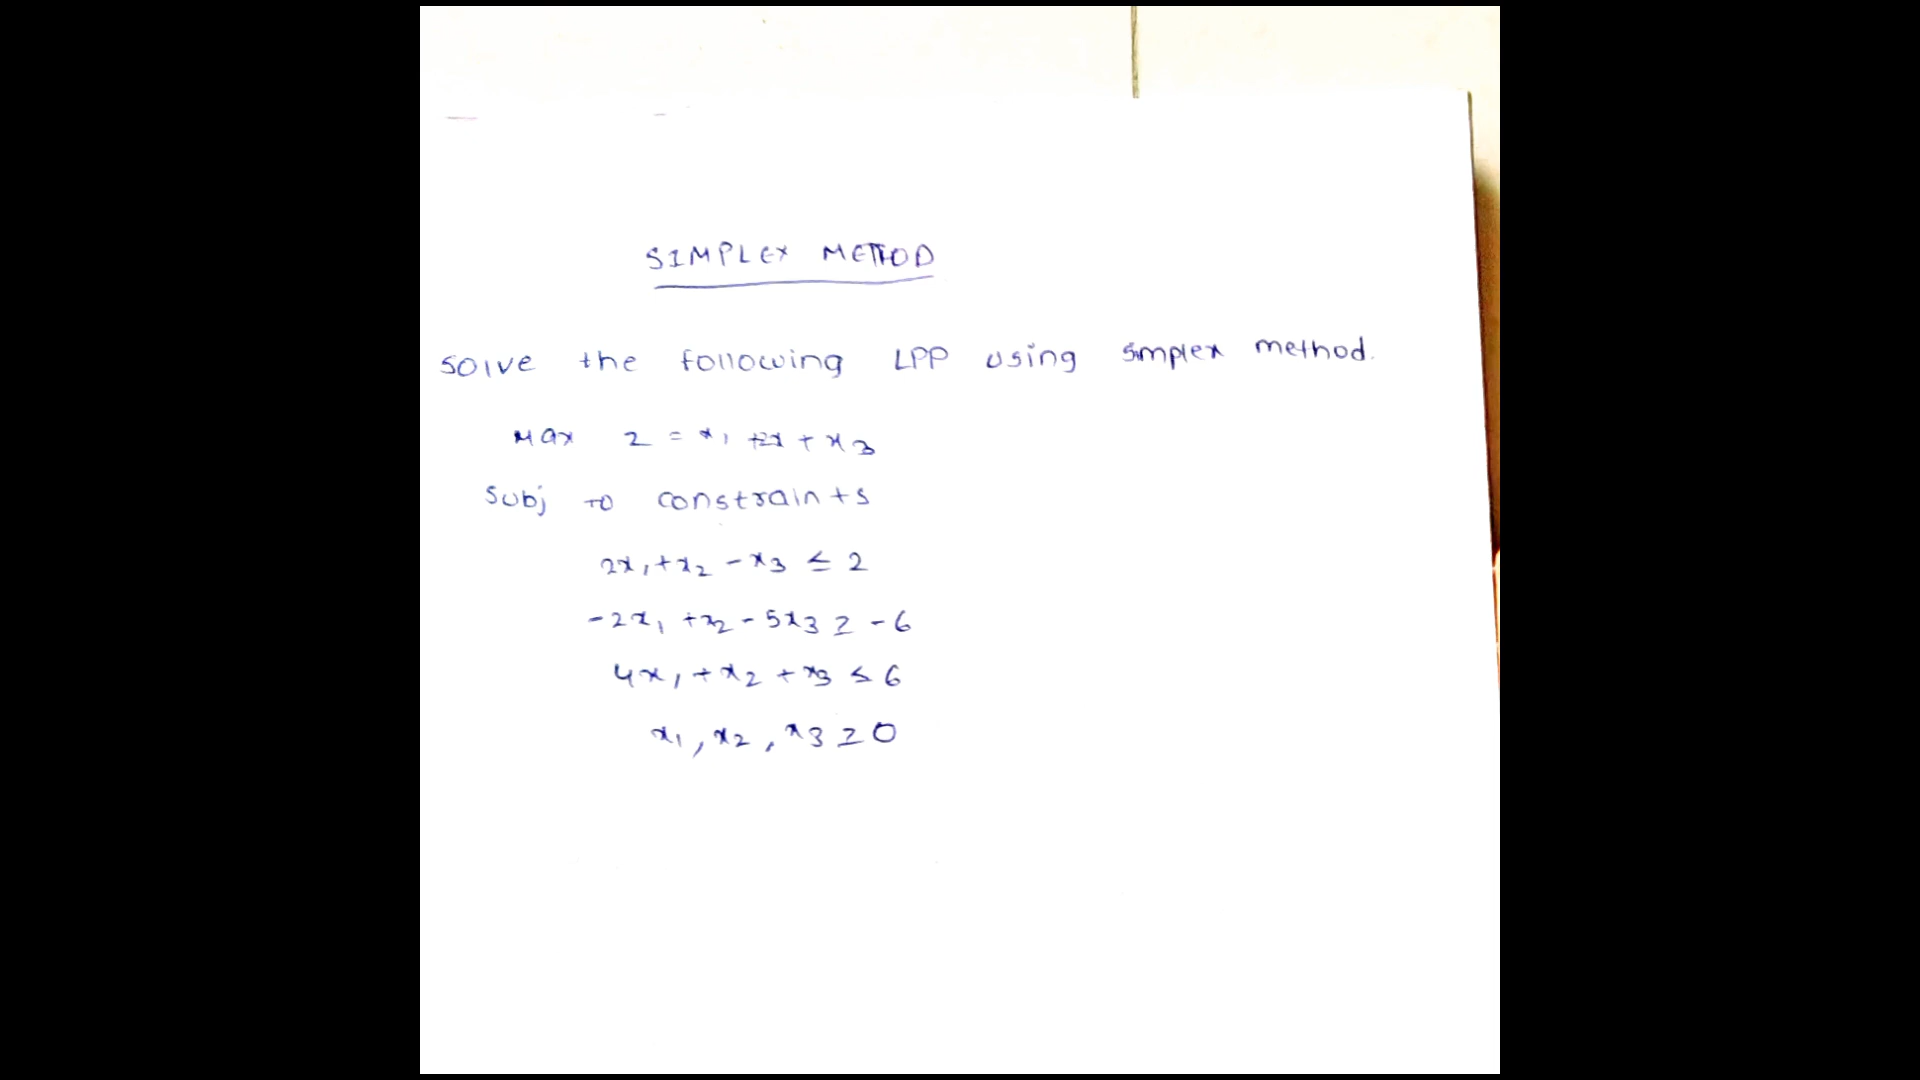 SIMPLEX METHOD
solve the following LPP using simplex method.
Max Z = x1 + + x3
Subj TO constraints
2x1 + x2 - x3 ≤ 2
-2x1 + x2 - 5x3 ≥ -6
4x1 + x2 + x3 ≤ 6
x1, x2, x3 ≥ 0